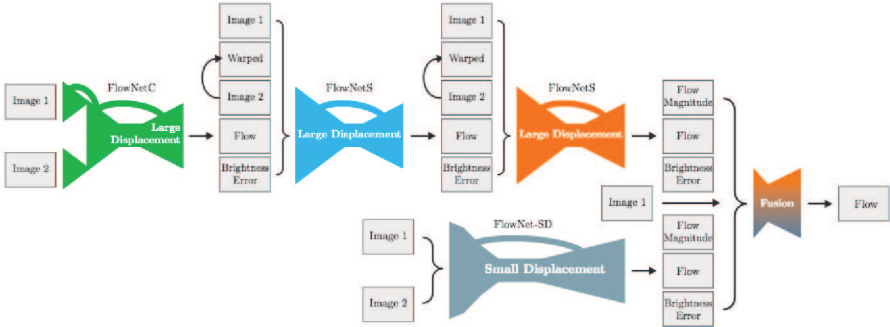 Image 1
Image 2
FlowNetC
Large
Displacement
Image 1
Warped
Image 2
Flow
Brightness
Error
FlowNetS
Large Displacement
Image 1
Warped
Image 2
Flow
Brightness
Error
FlowNetS
Large Displacement
Flow
Magnitude
Flow
Brightness
Error
Image 1
Image 1
Image 2
FlowNet-SD
Small Displacement
Flow
Magnitude
Flow
Brightness
Error
Fusion
Flow